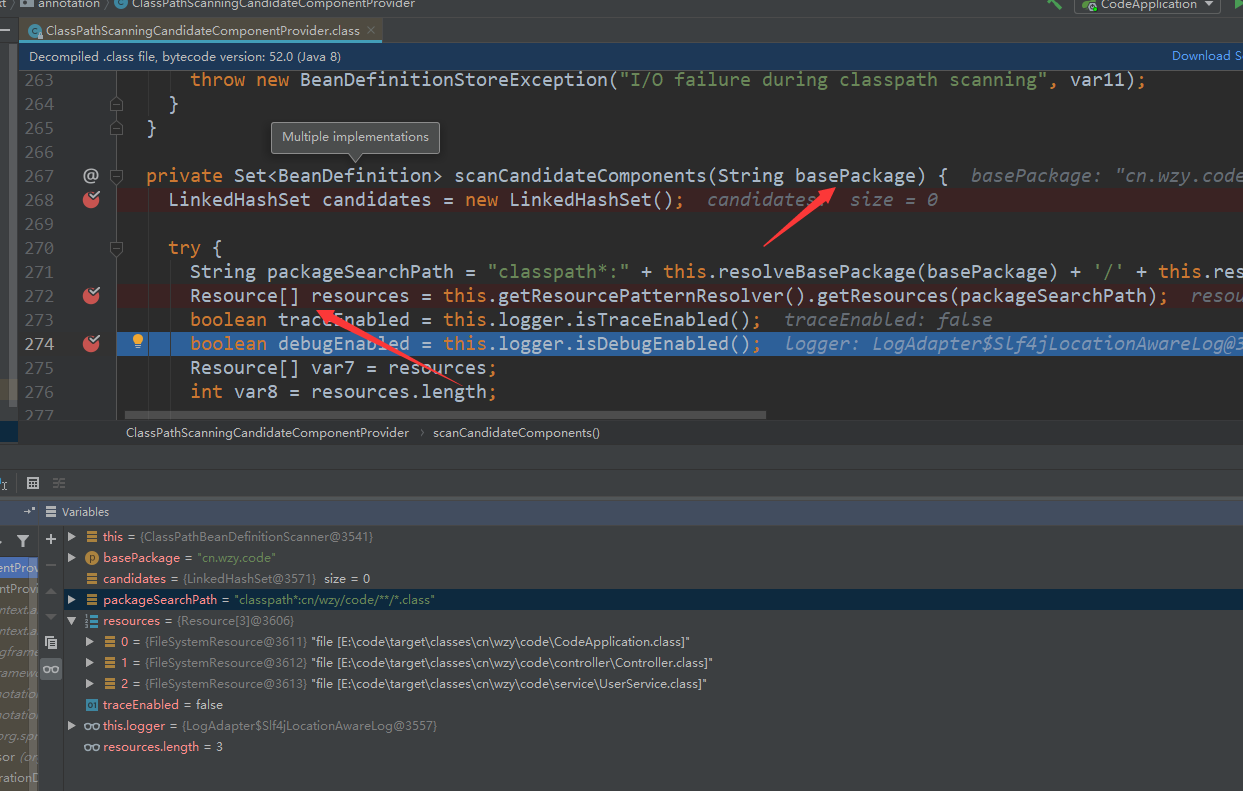 annotation ClassPathScanningCandidateComponentProvider CodeApplication
ClassPathScanningCandidateComponentProvider.class
Decompiled .class file, bytecode version: 52.0 (Java 8) Download
263 throw new BeanDefinitionStoreException("I/O failure during classpath scanning", var11);
264 }
265 }
266
Multiple implementations
267 @ private Set<BeanDefinition> scanCandidateComponents(String basePackage) { basePackage: "cn.wzy.code
268 LinkedHashSet candidates = new LinkedHashSet(); candidates: size = 0
269
270 try {
271 String packageSearchPath = "classpath*:" + this.resolveBasePackage(basePackage) + '/' + this.res
272 Resource[] resources = this.getResourcePatternResolver().getResources(packageSearchPath); resou
273 boolean traceEnabled = this.logger.isTraceEnabled(); traceEnabled: false
274 boolean debugEnabled = this.logger.isDebugEnabled(); logger: LogAdapter$Slf4jLocationAwareLog@3
275 Resource[] var7 = resources;
276 int var8 = resources.length;
277
ClassPathScanningCandidateComponentProvider › scanCandidateComponents()
Variables
this = {ClassPathBeanDefinitionScanner@3541}
basePackage = "cn.wzy.code"
candidates = {LinkedHashSet@3571} size = 0
packageSearchPath = "classpath*:cn/wzy/code/**/*.class"
resources = {Resource[3]@3606}
0 = {FileSystemResource@3611} "file [E:\code\target\classes\cn\wzy\code\CodeApplication.class]"
1 = {FileSystemResource@3612} "file [E:\code\target\classes\cn\wzy\code\controller\Controller.class]"
2 = {FileSystemResource@3613} "file [E:\code\target\classes\cn\wzy\code\service\UserService.class]"
traceEnabled = false
this.logger = {LogAdapter$Slf4jLocationAwareLog@3557}
resources.length = 3